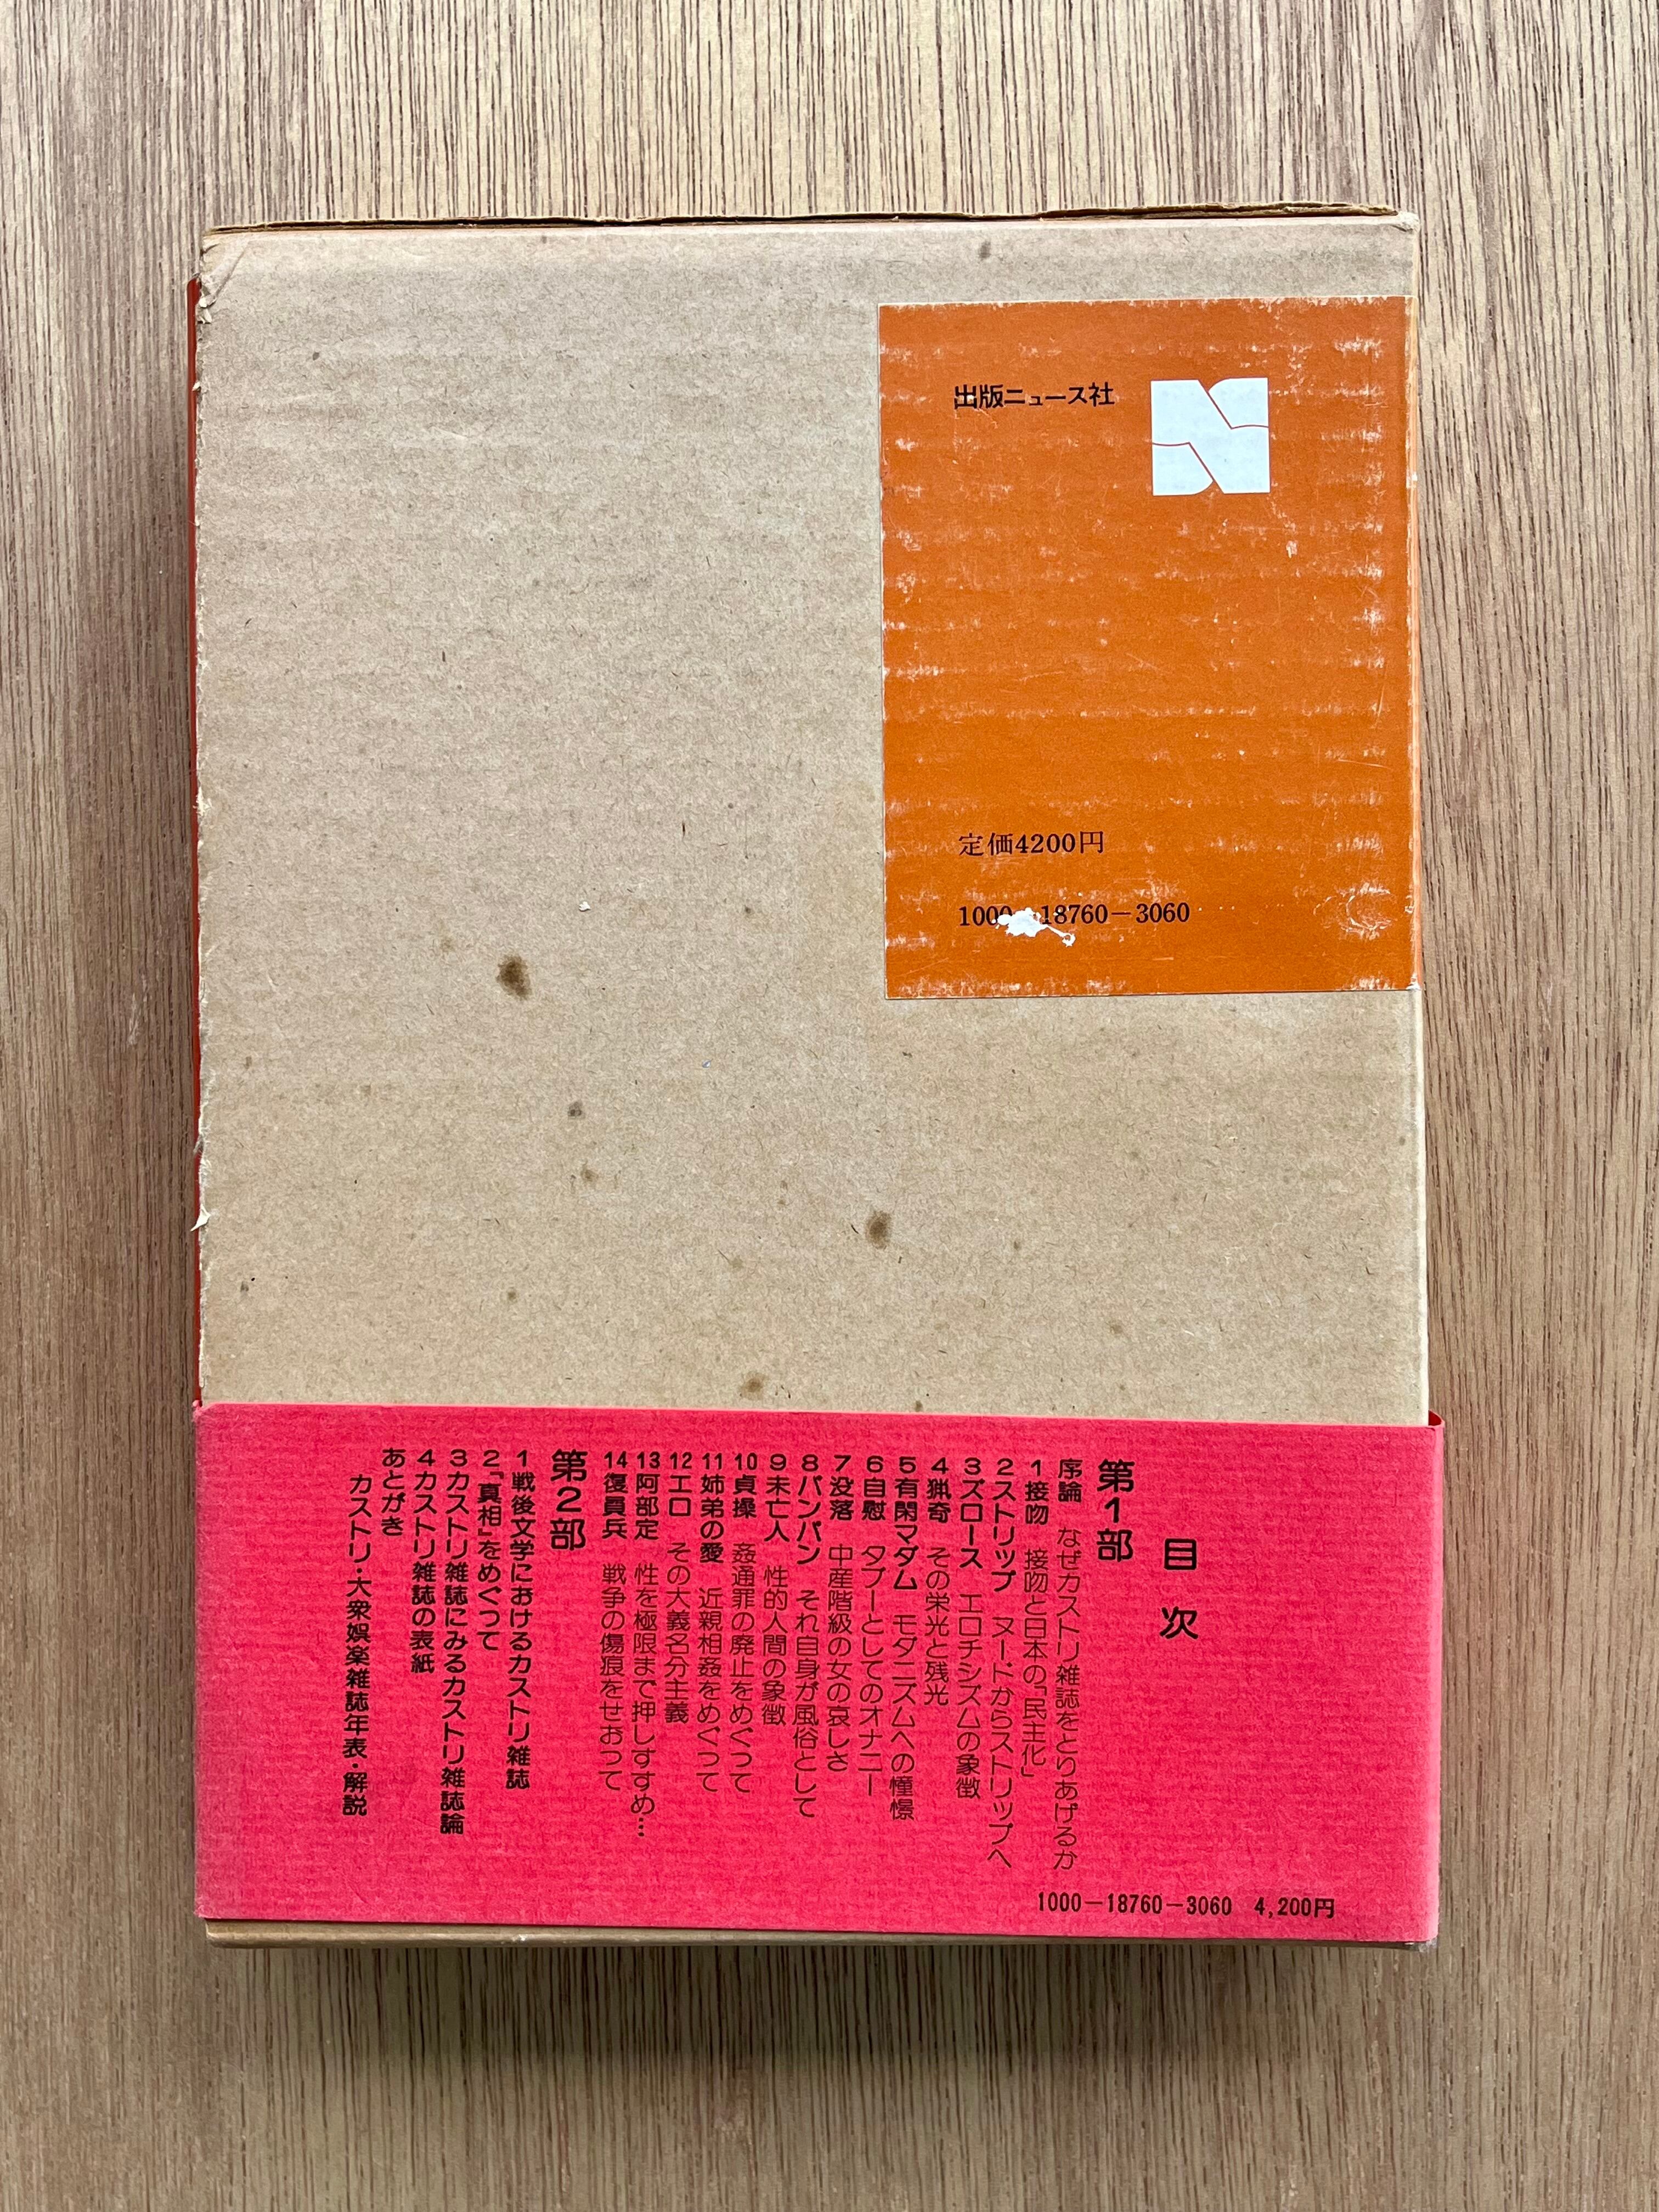 出版ニュース社
定価4200円
1000 18760－3060
目次
第1部
序論 なぜカストリ雑誌をとりあげるか
1 接吻 接吻と日本の「民主化」
2 ストリップ ヌードからストリップへ
3 ズロース エロチシズムの象徴
4 猟奇 その栄光と残光
5 有閑マダム モダニズムへの憧憬
6 自慰 タブーとしてのオナニー
7 没落 中産階級の女の哀しさ
8 パンパン それ自身が風俗として
9 未亡人 性的人間の象徴
10 貞操 姦通罪の廃止をめぐって
11 姉弟の愛 近親相姦をめぐって
12 エロ その大義名分主義
13 阿部定 性を極限まで押しすすめ…
14 復員兵 戦争の傷痕をせおって
第2部
1 戦後文学におけるカストリ雑誌
2 『真相』をめぐって
3 カストリ雑誌にみるカストリ雑誌論
4 カストリ雑誌の表紙
あとがき
カストリ・大衆娯楽雑誌年表・解説
1000－18760－3060 4,200円